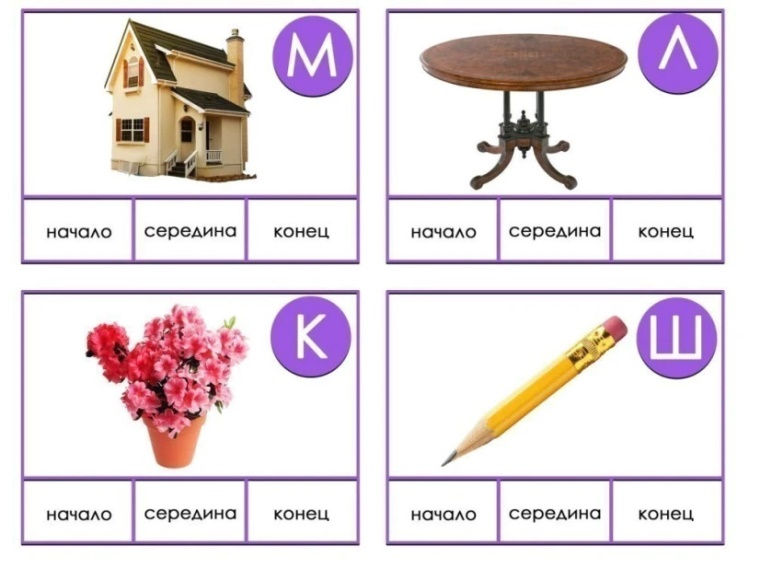 М
Л
начало середина конец
начало середина конец
К
Ш
начало середина конец
начало середина конец